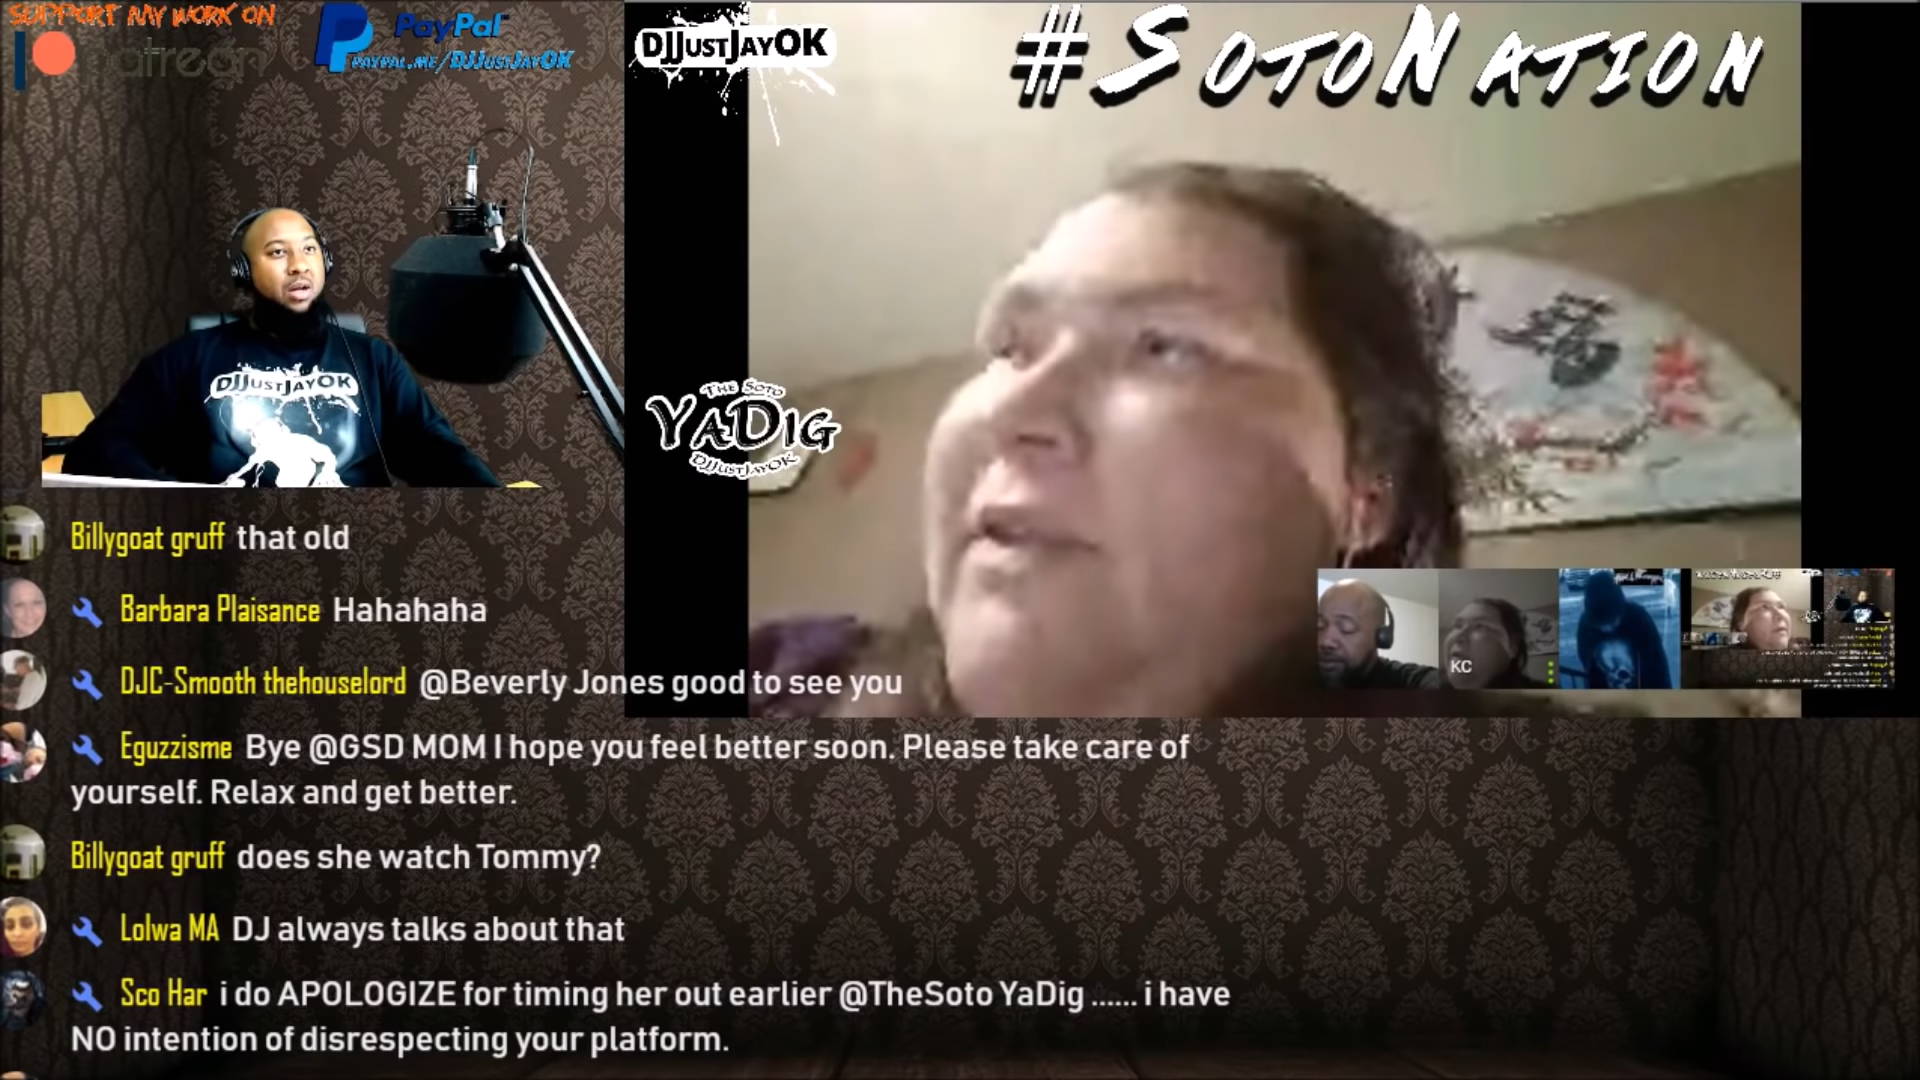 SUPPORT MY WORK ON
patreon
PayPal
PAYPAL.ME/DJJUSTJAYOK
DJJUSTJAYOK
#SOTONATION
DJJUSTJAYOK
THE SOTO
YADIG
DJJUSTJAYOK
KC
Billygoat gruff that old
Barbara Plaisance Hahahaha
DJC-Smooth thehouselord @Beverly Jones good to see you
Eguzzisme Bye @GSD MOM I hope you feel better soon. Please take care of
yourself. Relax and get better.
Billygoat gruff does she watch Tommy?
Lolwa MA DJ always talks about that
Sco Har i do APOLOGIZE for timing her out earlier @TheSoto YaDig ...... i have
NO intention of disrespecting your platform.